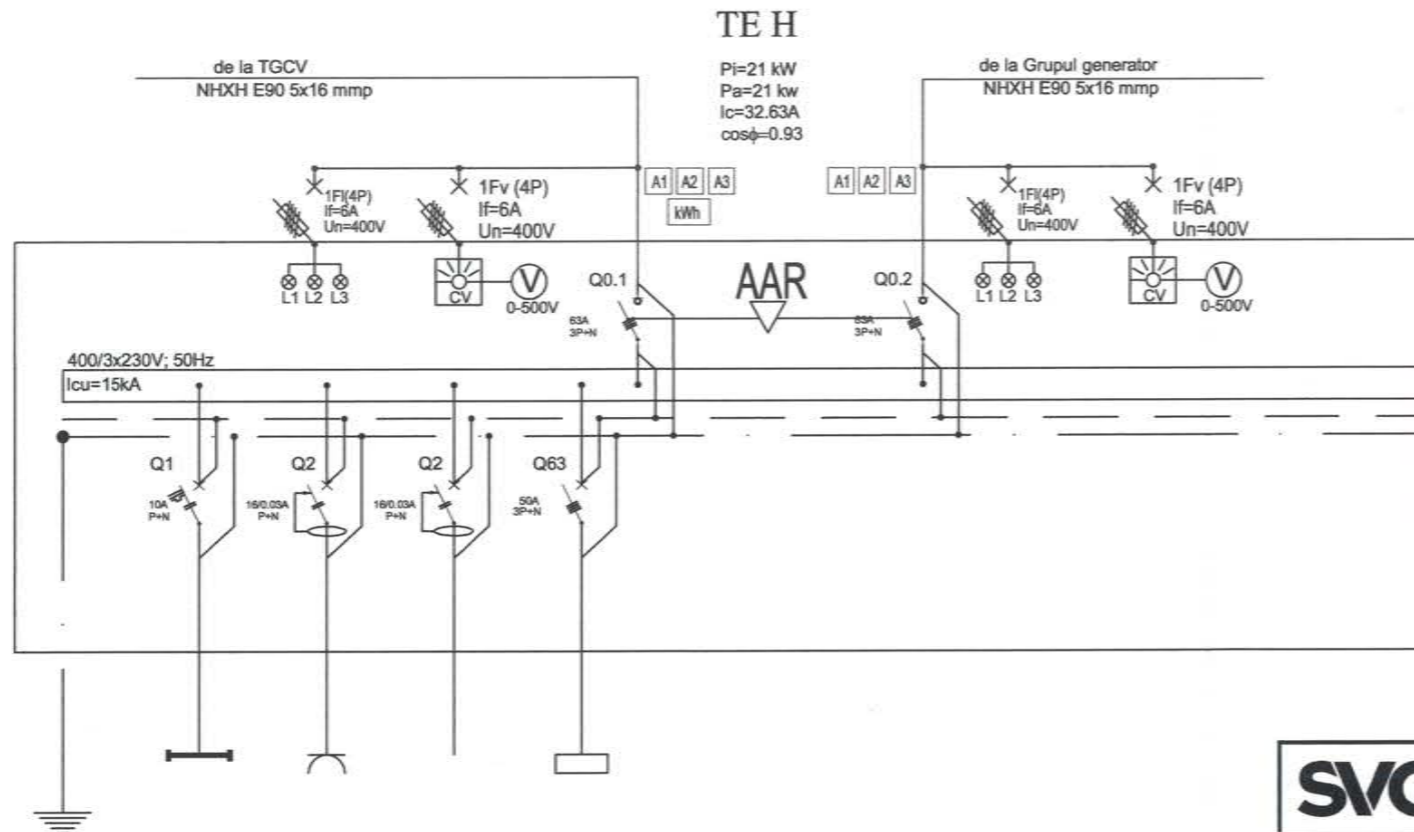 TE H
Pi=21 kW
Pa=21 kw
Ic=32.63A
cosϕ=0.93
de la TGCV
NHXH E90 5x16 mmp
de la Grupul generator
NHXH E90 5x16 mmp
1Fl(4P)
If=6A
Un=400V
1Fv (4P)
If=6A
Un=400V
A1 A2 A3
kWh
A1 A2 A3
1Fl(4P)
If=6A
Un=400V
1Fv (4P)
If=6A
Un=400V
L1 L2 L3
CV
V
0-500V
Q0.1
63A
3P+N
AAR
Q0.2
63A
3P+N
L1 L2 L3
CV
V
0-500V
400/3x230V; 50Hz
Icu=15kA
Q1
10A
P+N
Q2
16/0.03A
P+N
Q2
16/0.03A
P+N
Q63
50A
3P+N